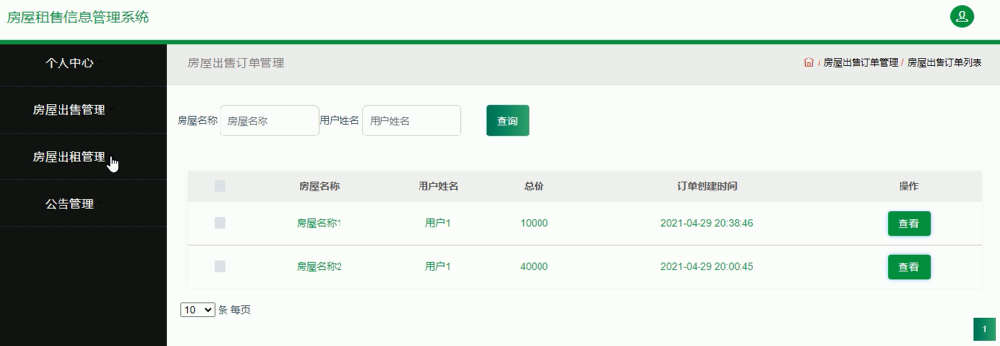 房屋租售信息管理系统
个人中心
房屋出售管理
房屋出租管理
公告管理
房屋出售订单管理
/ 房屋出售订单管理 / 房屋出售订单列表
房屋名称 房屋名称 用户姓名 用户姓名 查询
房屋名称 用户姓名 总价 订单创建时间 操作
房屋名称1 用户1 10000 2021-04-29 20:38:46 查看
房屋名称2 用户1 40000 2021-04-29 20:00:45 查看
10 条 每页
1